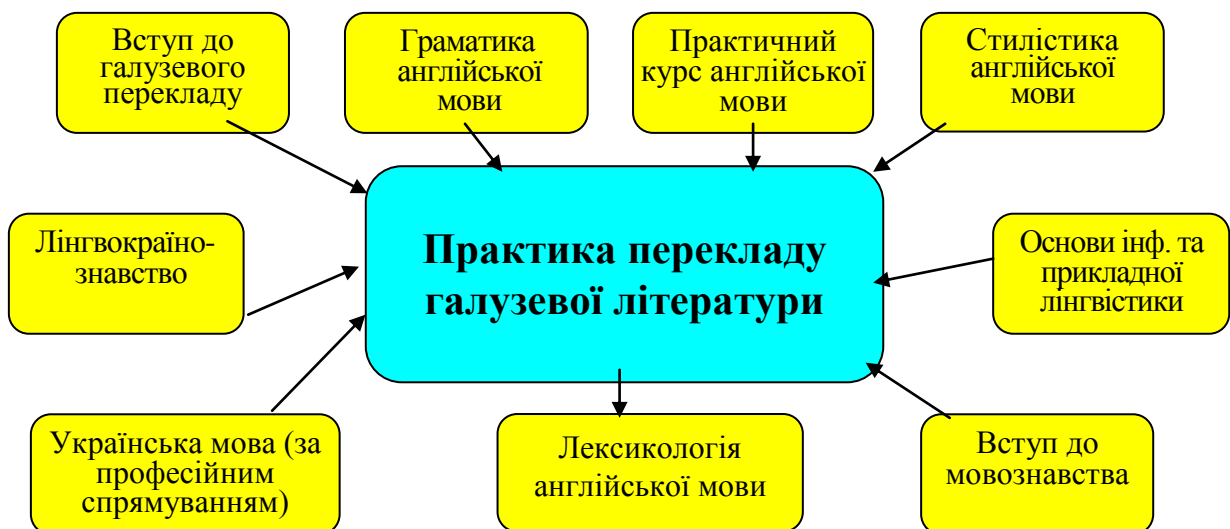 Вступ до
галузевого
перекладу
Граматика
англійської
мови
Практичний
курс англійської
мови
Стилістика
англійської
мови
Лінгвокраїно-
знавство
Практика перекладу
галузевої літератури
Основи інф. та
прикладної
лінгвістики
Українська мова (за
професійним
спрямуванням)
Лексикологія
англійської мови
Вступ до
мовознавства